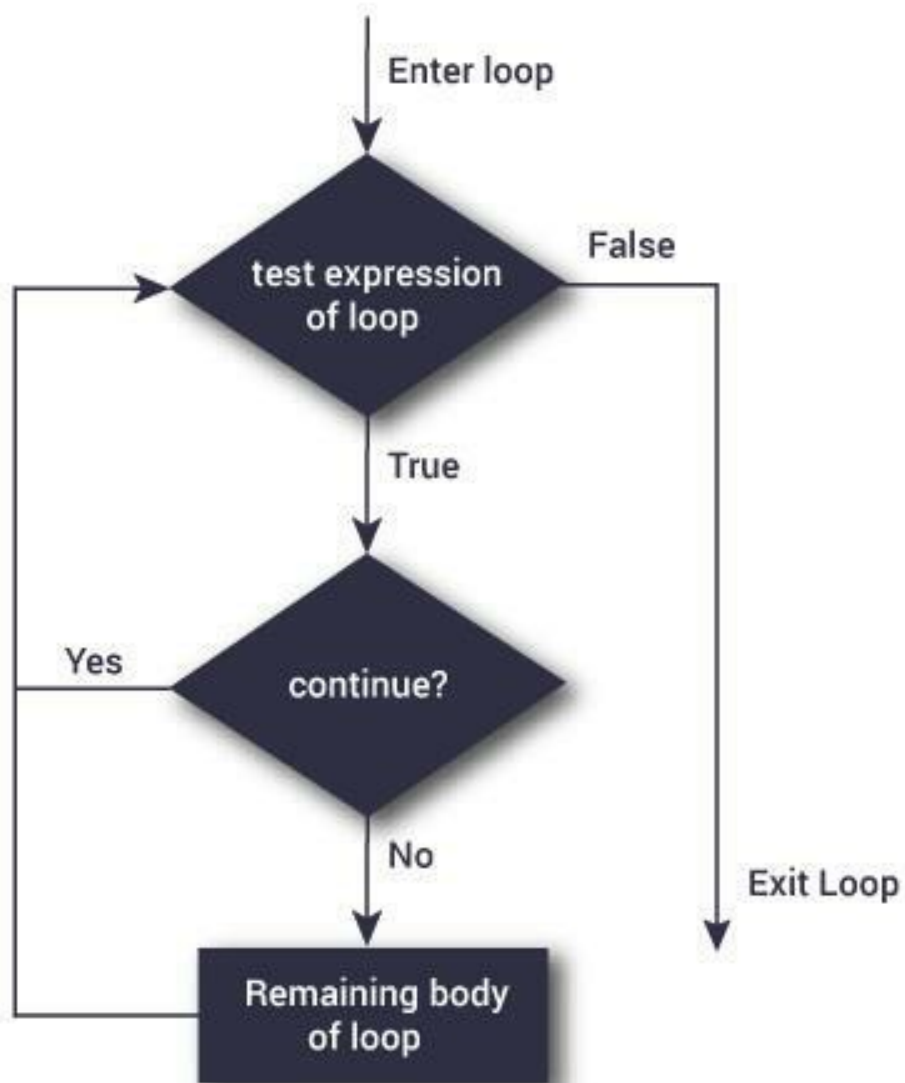 Enter loop
False
test expression
of loop
True
Yes
continue?
No
Exit Loop
Remaining body
of loop